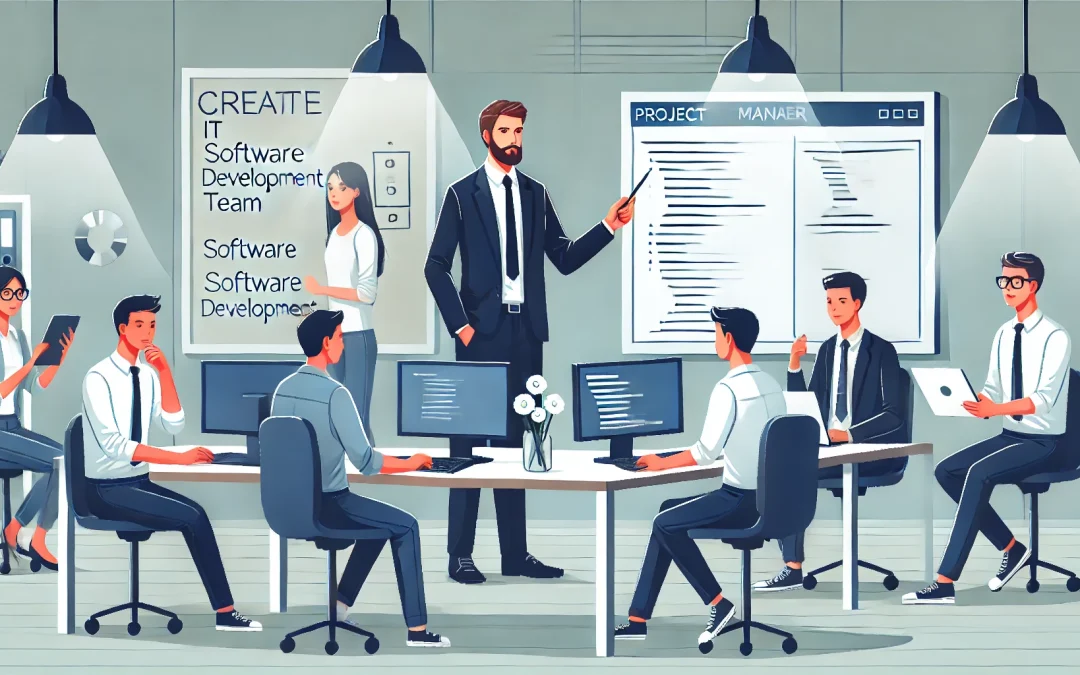 CREATTE
IT
Software
Development
Team
Software
Software
Development
PROJECT MANAER